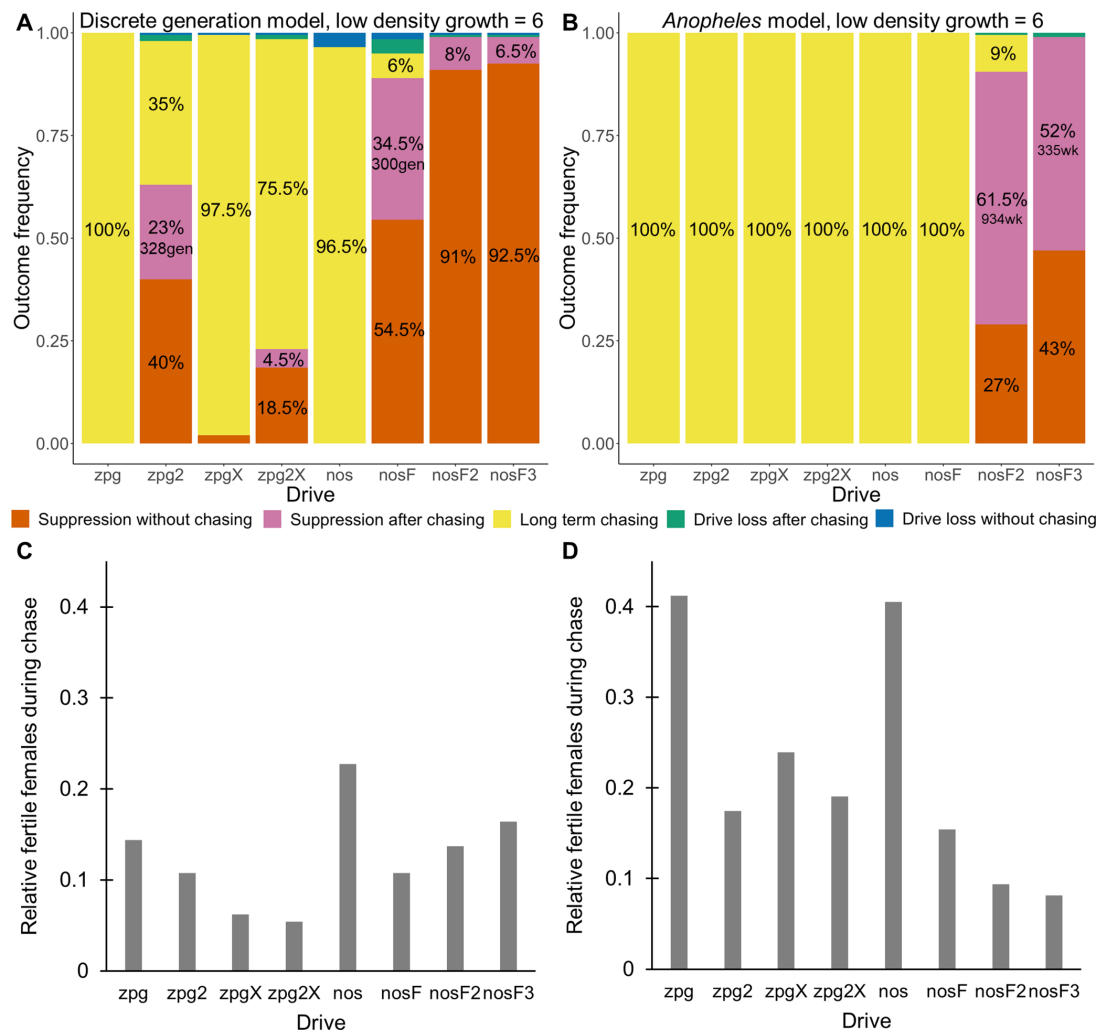 A
Discrete generation model, low density growth = 6
Outcome frequency
1.00
0.75
0.50
0.25
0.00
100%
35%
23%
328gen
40%
97.5%
75.5%
4.5%
18.5%
96.5%
6%
34.5%
300gen
54.5%
8%
91%
6.5%
92.5%
zpg zpg2 zpgX zpg2X nos nosF nosF2 nosF3
Drive
B
Anopheles model, low density growth = 6
Outcome frequency
1.00
0.75
0.50
0.25
0.00
100%
100%
100%
100%
100%
100%
9%
61.5%
934wk
27%
52%
335wk
43%
zpg zpg2 zpgX zpg2X nos nosF nosF2 nosF3
Drive
Suppression without chasing
Suppression after chasing
Long term chasing
Drive loss after chasing
Drive loss without chasing
C
Relative fertile females during chase
0.4
0.3
0.2
0.1
0
zpg zpg2 zpgX zpg2X nos nosF nosF2 nosF3
Drive
D
Relative fertile females during chase
0.4
0.3
0.2
0.1
0
zpg zpg2 zpgX zpg2X nos nosF nosF2 nosF3
Drive